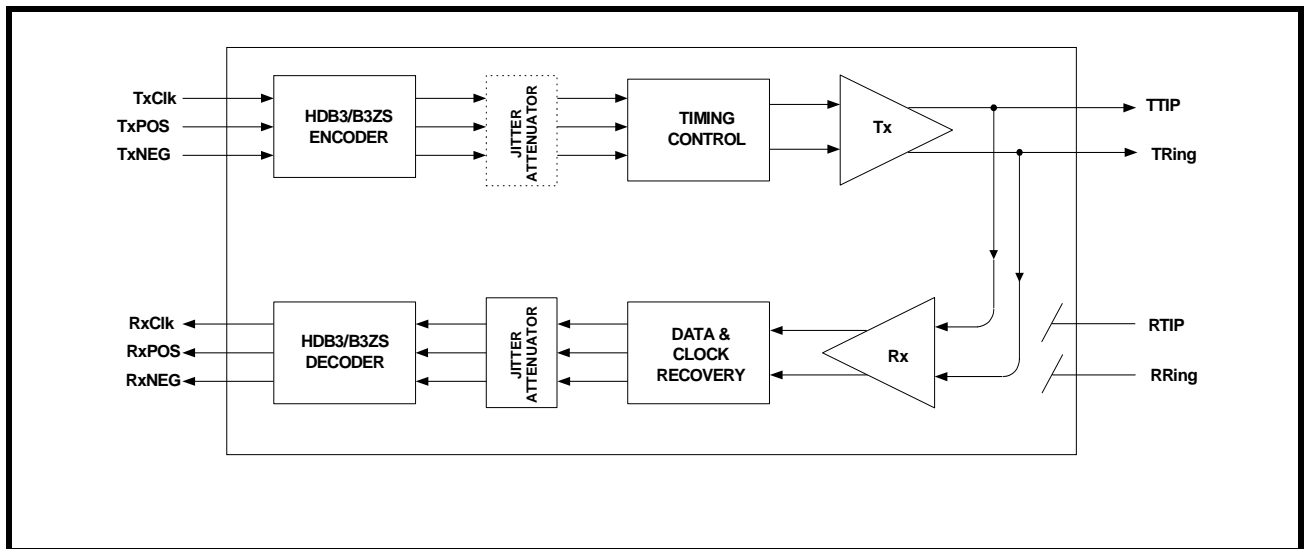 TxClk
TxPOS
TxNEG
HDB3/B3ZS
ENCODER
JITTER
ATTENUATOR
TIMING
CONTROL
Tx
TTIP
TRing
RxClk
RxPOS
RxNEG
HDB3/B3ZS
DECODER
JITTER
ATTENUATOR
DATA &
CLOCK
RECOVERY
Rx
RTIP
RRing